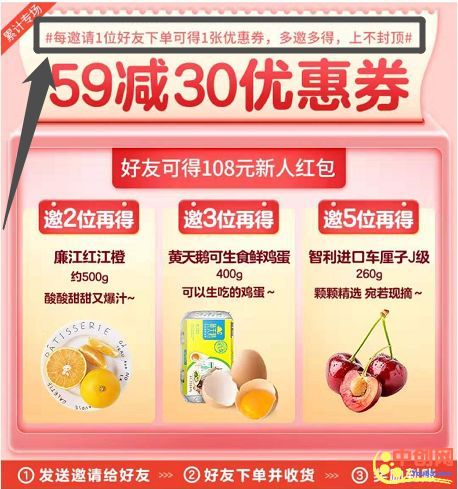 累计专场
#每邀请1位好友下单可得1张优惠券，多邀多得，上不封顶#
59减30优惠券
好友可得108元新人红包
邀2位再得
廉江红江橙
约500g
酸酸甜甜又爆汁~
PATISSERIE
邀3位再得
黄天鹅可生食鲜鸡蛋
400g
可以生吃的鸡蛋~
邀5位再得
智利进口车厘子J级
260g
颗颗精选 宛若现摘~
① 发送邀请给好友 >>> ② 好友下单并收货 >>> ③
中创网